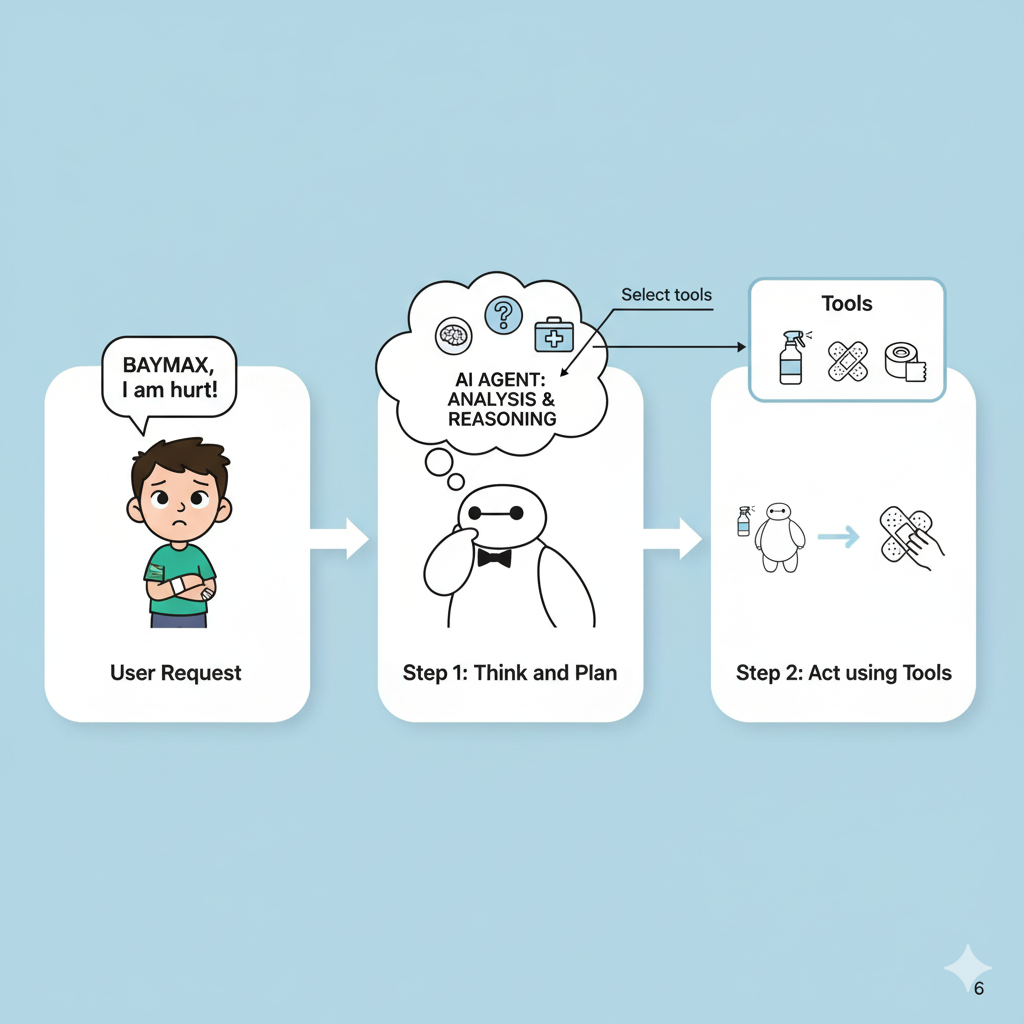 BAYMAX,
I am hurt!
User Request
?
AI AGENT:
ANALYSIS &
REASONING
Select tools
Step 1: Think and Plan
Tools
Step 2: Act using Tools
6